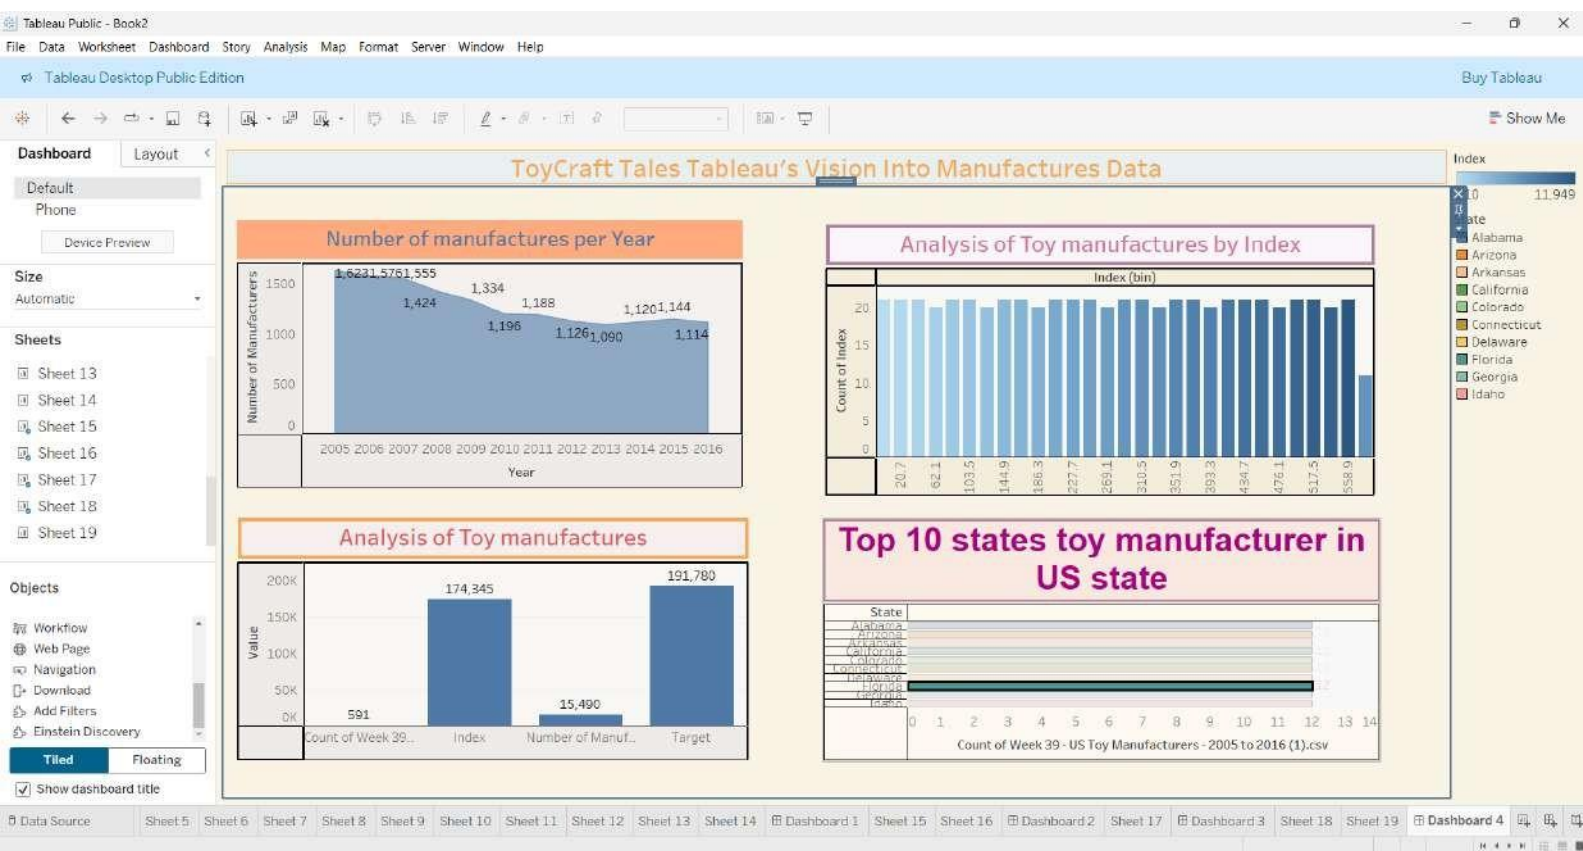 Tableau Public - Book2
File Data Worksheet Dashboard Story Analysis Map Format Server Window Help
Tableau Desktop Public Edition
Buy Tableau
Show Me
Dashboard
Layout
Default
Phone
Device Preview
Size
Automatic
Sheets
Sheet 13
Sheet 14
Sheet 15
Sheet 16
Sheet 17
Sheet 18
Sheet 19
Objects
Workflow
Web Page
Navigation
Download
Add Filters
Einstein Discovery
Tiled
Floating
Show dashboard title
ToyCraft Tales Tableau's Vision Into Manufactures Data
Number of manufactures per Year
Number of Manufacturers
1500
1000
500
0
1,623 1,576 1,555
1,424
1,334
1,196
1,188
1,126 1,090
1,120 1,144
1,114
2005 2006 2007 2008 2009 2010 2011 2012 2013 2014 2015 2016
Year
Analysis of Toy manufactures by Index
Index (bin)
Count of Index
20
15
10
5
0
20.7 62.1 103.5 144.9 186.3 227.7 269.1 310.5 351.9 393.3 434.7 476.1 517.5 558.9
Analysis of Toy manufactures
Value
200K
150K
100K
50K
0K
591
174,345
15,490
191,780
Count of Week 39..
Index
Number of Manuf..
Target
Top 10 states toy manufacturer in
US state
State
Alabama
Arizona
Arkansas
California
Colorado
Connecticut
Delaware
Florida
Georgia
Idaho
0 1 2 3 4 5 6 7 8 9 10 11 12 13 14
Count of Week 39 - US Toy Manufacturers - 2005 to 2016 (1).csv
Index
11,949
Alabama
Arizona
Arkansas
California
Colorado
Connecticut
Delaware
Florida
Georgia
Idaho
Data Source
Sheet 5 Sheet 6 Sheet 7 Sheet 8 Sheet 9 Sheet 10 Sheet 11 Sheet 12 Sheet 13 Sheet 14 Dashboard 1 Sheet 15 Sheet 16 Dashboard 2 Sheet 17 Dashboard 3 Sheet 18 Sheet 19 Dashboard 4